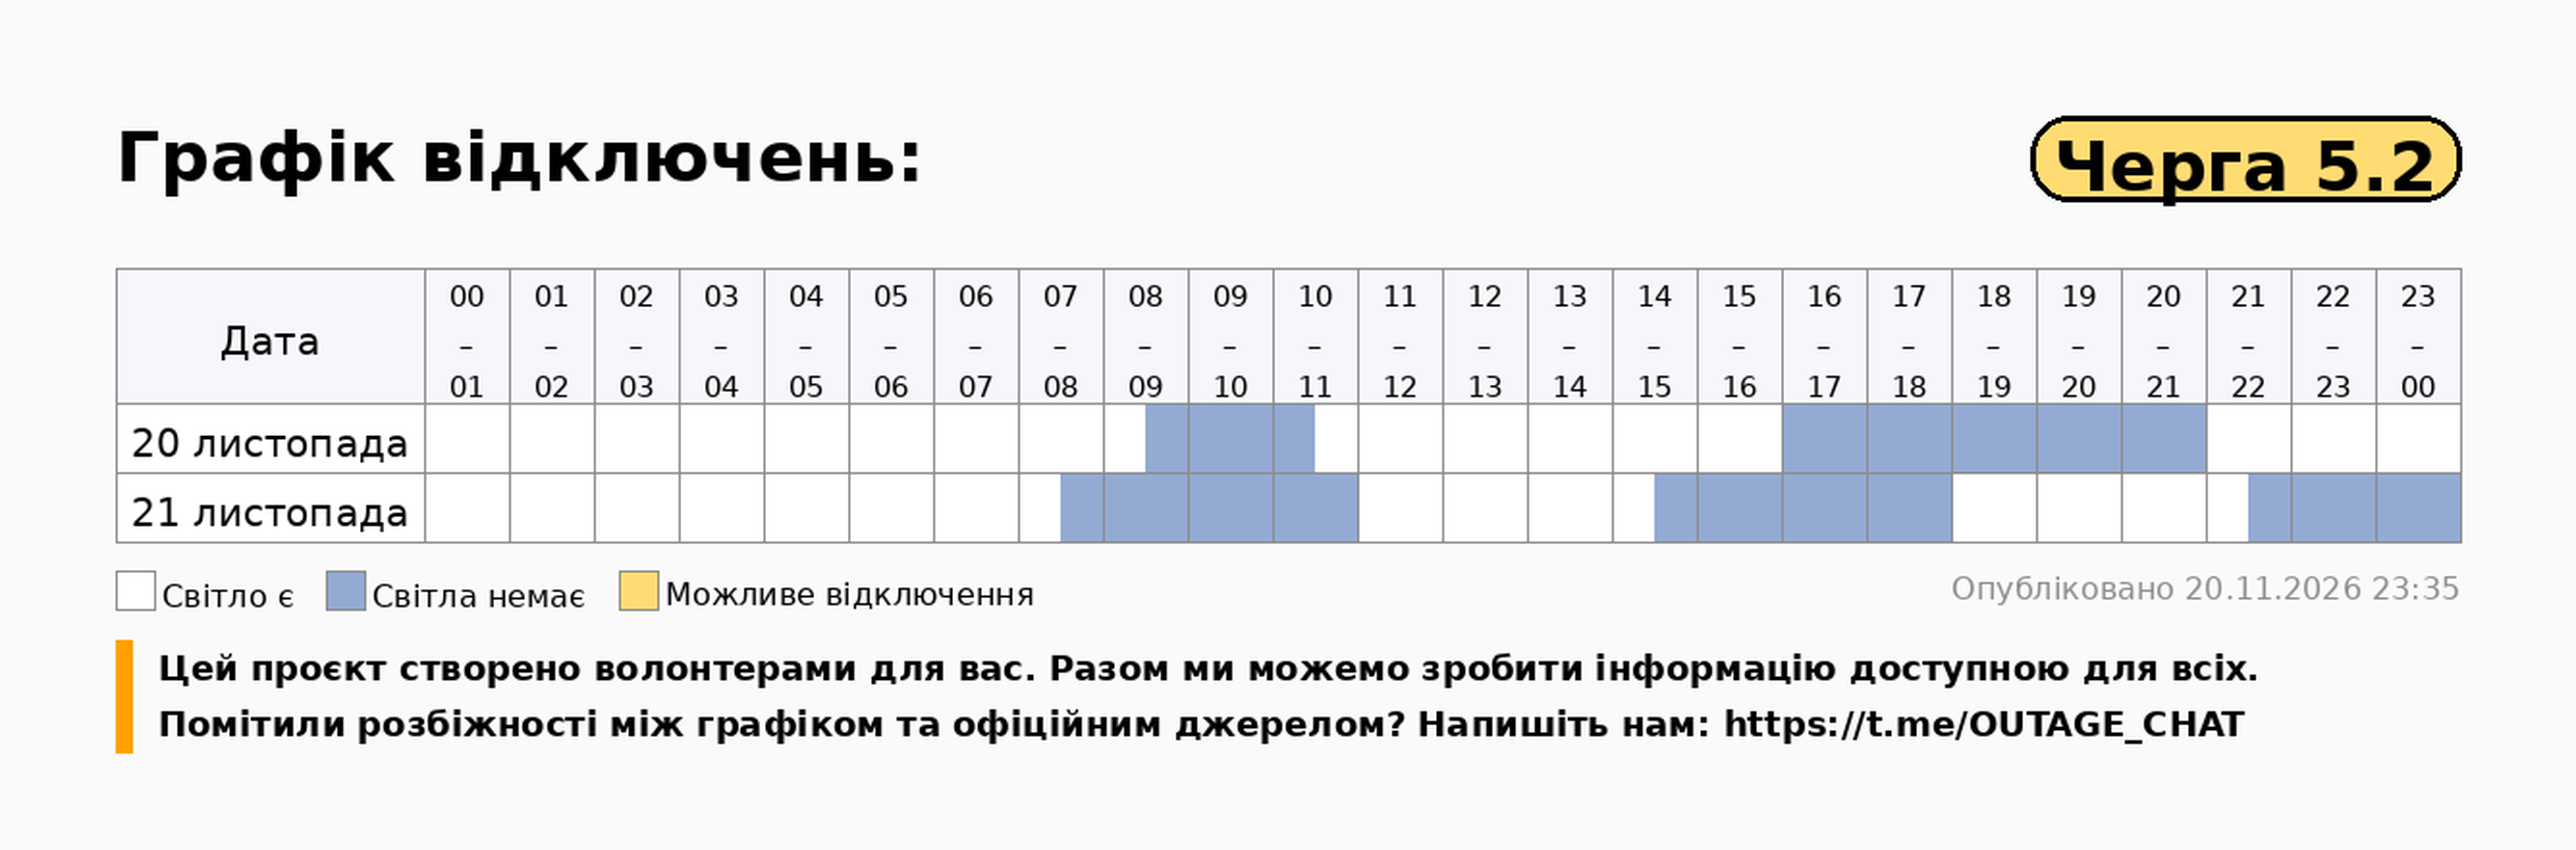 Графік відключень:
Черга 5.2
Дата 00 – 01 01 – 02 02 – 03 03 – 04 04 – 05 05 – 06 06 – 07 07 – 08 08 – 09 09 – 10 10 – 11 11 – 12 12 – 13 13 – 14 14 – 15 15 – 16 16 – 17 17 – 18 18 – 19 19 – 20 20 – 21 21 – 22 22 – 23 23 – 00
20 листопада
21 листопада
Світло є Світла немає Можливе відключення
Опубліковано 20.11.2026 23:35
Цей проєкт створено волонтерами для вас. Разом ми можемо зробити інформацію доступною для всіх.
Помітили розбіжності між графіком та офіційним джерелом? Напишіть нам: https://t.me/OUTAGE_CHAT